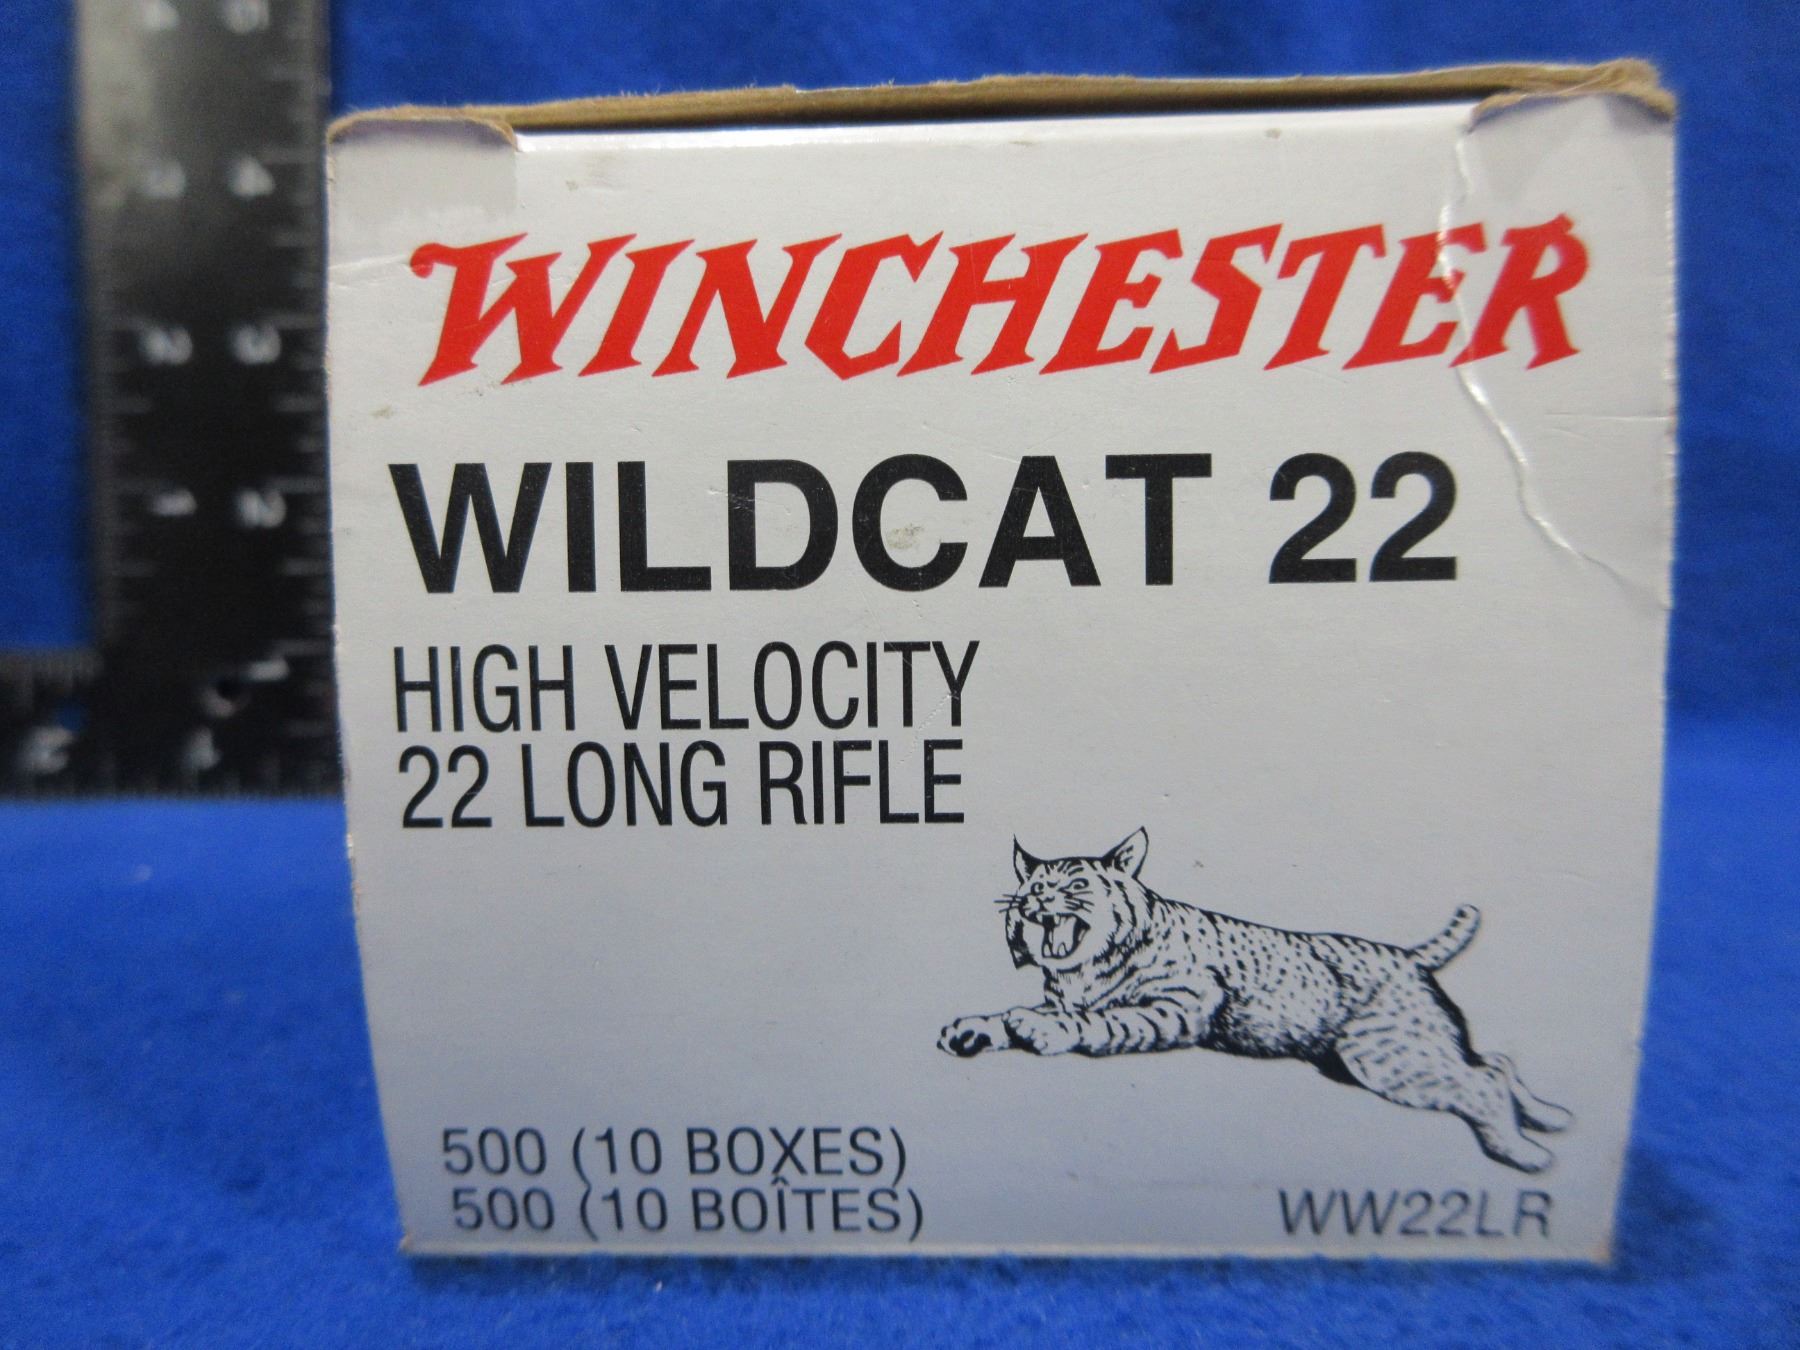 WINCHESTER
WILDCAT 22
HIGH VELOCITY
22 LONG RIFLE
500 (10 BOXES)
500 (10 BOÎTES)
WW22LR